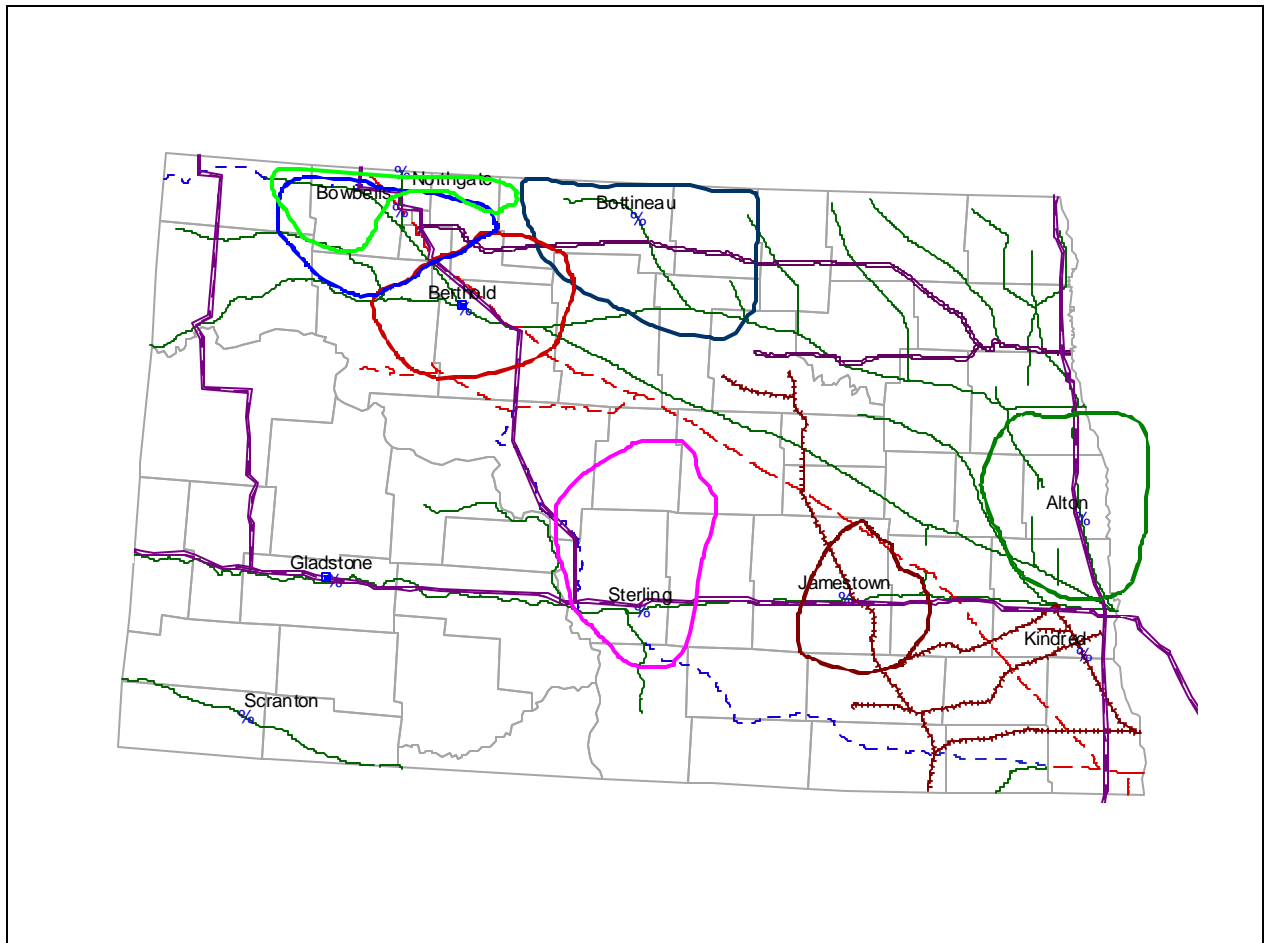 Northgate
Bowbells
Bottineau
Berthold
Alton
Gladstone
Jamestown
Sterling
Kindred
Scranton